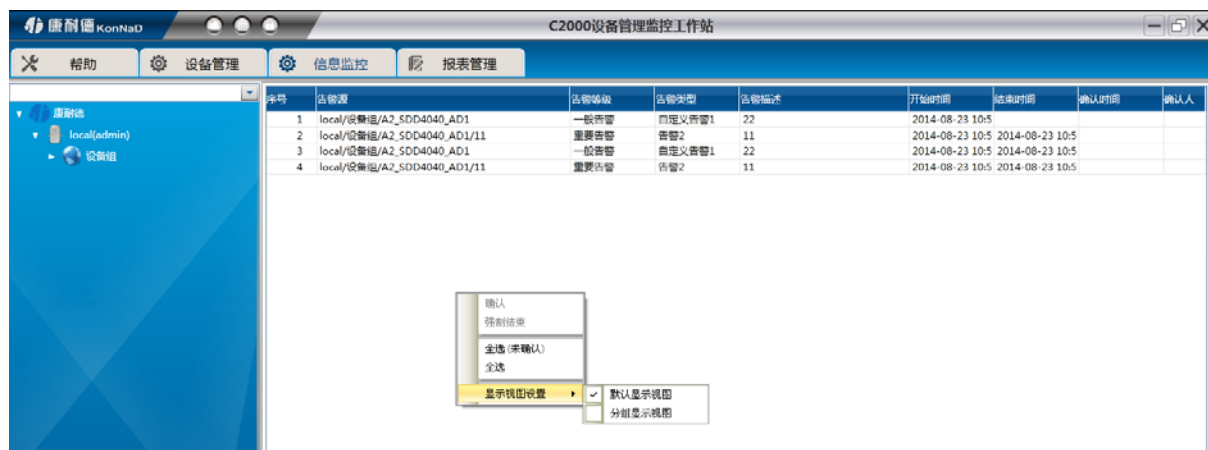 康耐德 KonNaD C2000设备管理监控工作站
帮助 设备管理 信息监控 报表管理
序号 告警源 告警等级 告警类型 告警描述 开始时间 结束时间 确认时间 确认人
康耐德
local(admin)
设备组
1 local/设备组/A2_SDD4040_AD1 一般告警 自定义告警1 22 2014-08-23 10:5
2 local/设备组/A2_SDD4040_AD1/11 重要告警 告警2 11 2014-08-23 10:5 2014-08-23 10:5
3 local/设备组/A2_SDD4040_AD1 一般告警 自定义告警1 22 2014-08-23 10:5 2014-08-23 10:5
4 local/设备组/A2_SDD4040_AD1/11 重要告警 告警2 11 2014-08-23 10:5 2014-08-23 10:5
确认
强制结束
全选(未确认)
全选
显示视图设置
默认显示视图
分组显示视图